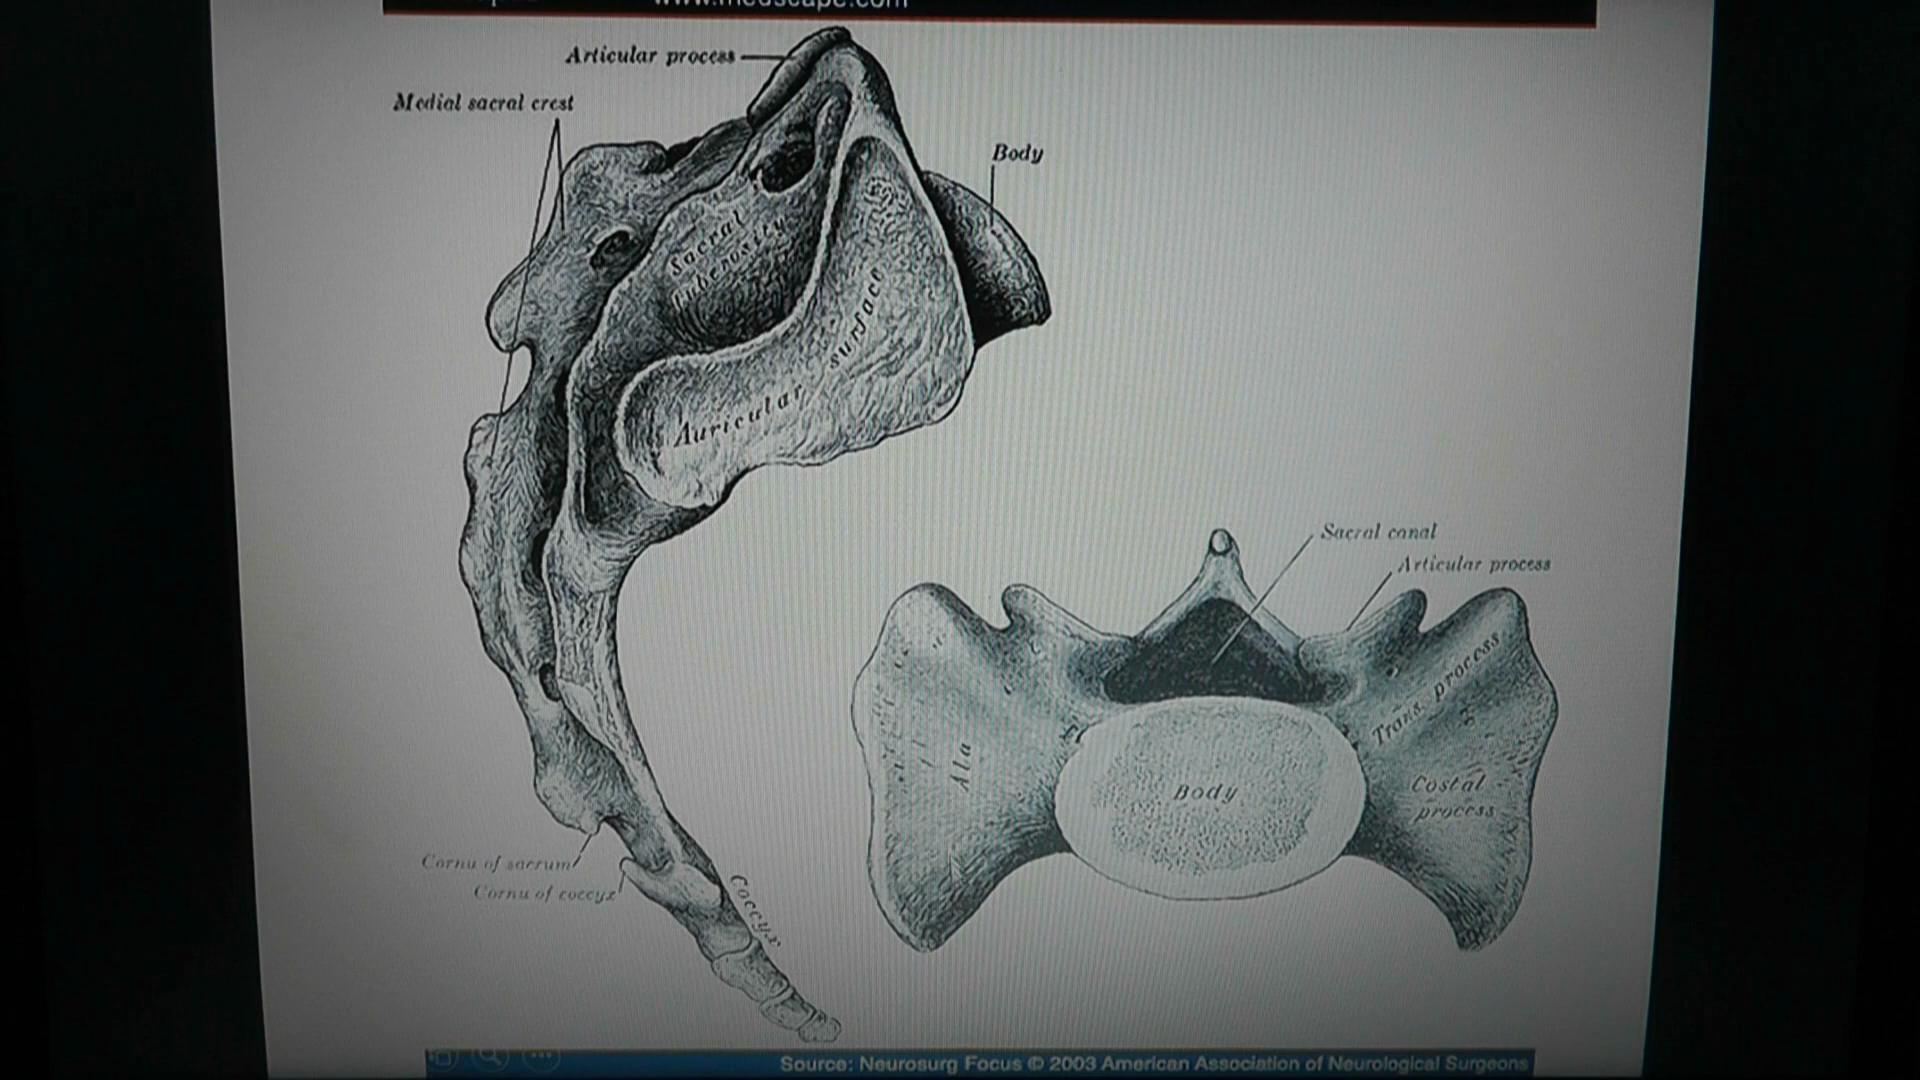 www.medscape.com
Articular process
Medial sacral crest
Body
Sacral
tuberosity
Auricular surface
Sacral canal
Articular process
Trans. process
Ala
Body
Costal
process
Cornu of sacrum
Cornu of coccyx
Coccyx
Source: Neurosurg Focus © 2003 American Association of Neurological Surgeons